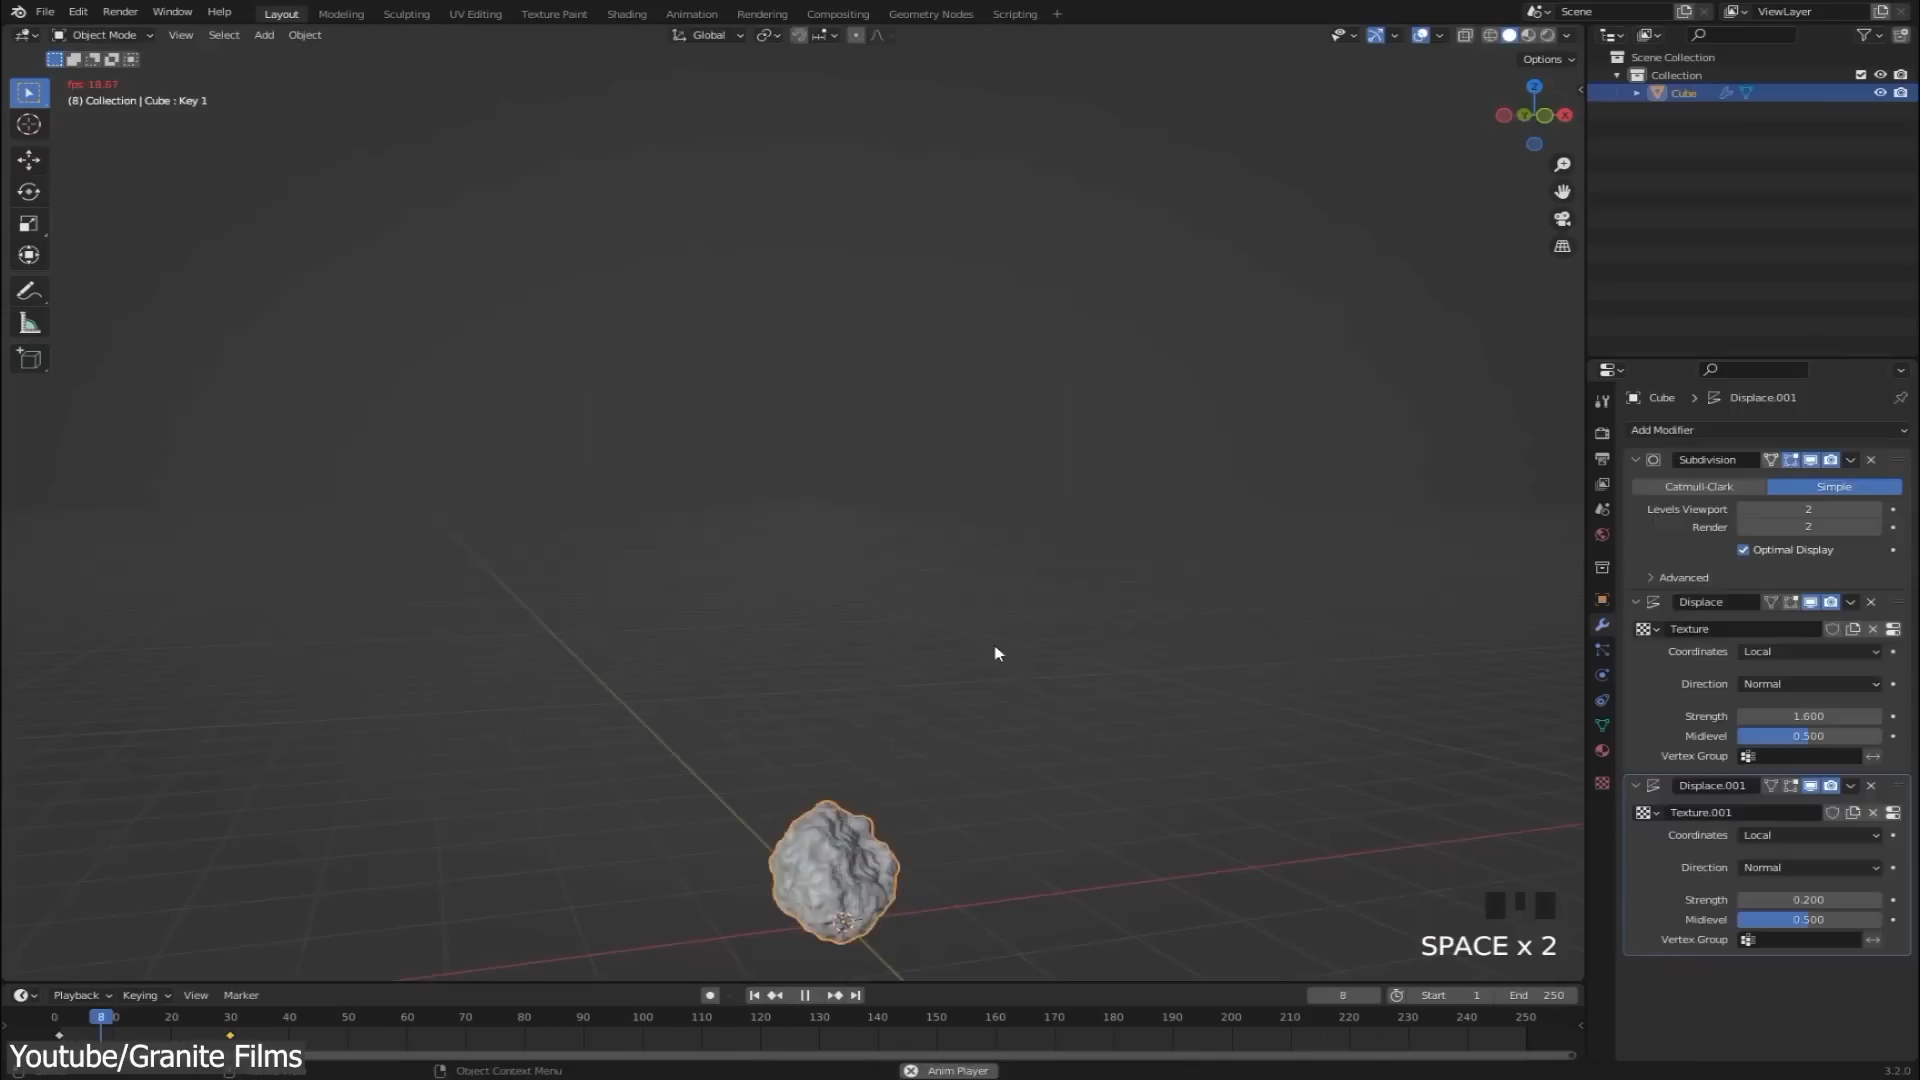 File Edit Render Window Help Layout Modeling Sculpting UV Editing Texture Paint Shading Animation Rendering Compositing Geometry Nodes Scripting + Scene ViewLayer
Object Mode View Select Add Object Global
Options
fps: 18.67
(8) Collection | Cube : Key 1
Z
Y
X
Scene Collection
Collection
Cube
Cube > Displace.001
Add Modifier
Subdivision
Catmull-Clark Simple
Levels Viewport 2
Render 2
Optimal Display
Advanced
Displace
Texture
Coordinates Local
Direction Normal
Strength 1.600
Midlevel 0.500
Vertex Group
Displace.001
Texture.001
Coordinates Local
Direction Normal
Strength 0.200
Midlevel 0.500
Vertex Group
SPACE x 2
Playback Keying View Marker 8 Start 1 End 250
0 8 0 20 30 40 50 60 70 80 90 100 110 120 130 140 150 160 170 180 190 200 210 220 230 240 250
Youtube/Granite Films
Object Context Menu Anim Player 3.2.0